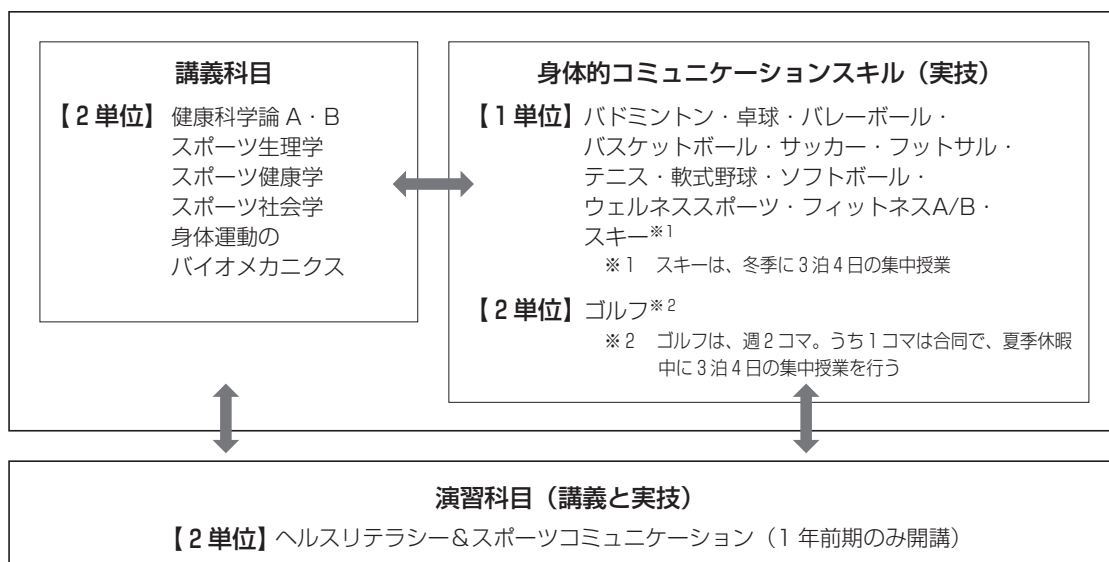 講義科目
【2単位】健康科学論 A・B
スポーツ生理学
スポーツ健康学
スポーツ社会学
身体運動の
バイオメカニクス
身体的コミュニケーションスキル（実技）
【1単位】バドミントン・卓球・バレーボール・
バスケットボール・サッカー・フットサル・
テニス・軟式野球・ソフトボール・
ウェルネススポーツ・フィットネスA/B・
スキー※1
※1　スキーは、冬季に3泊4日の集中授業
【2単位】ゴルフ※2
※2　ゴルフは、週2コマ。うち1コマは合同で、夏季休暇
中に3泊4日の集中授業を行う
演習科目（講義と実技）
【2単位】ヘルスリテラシー＆スポーツコミュニケーション（1年前期のみ開講）